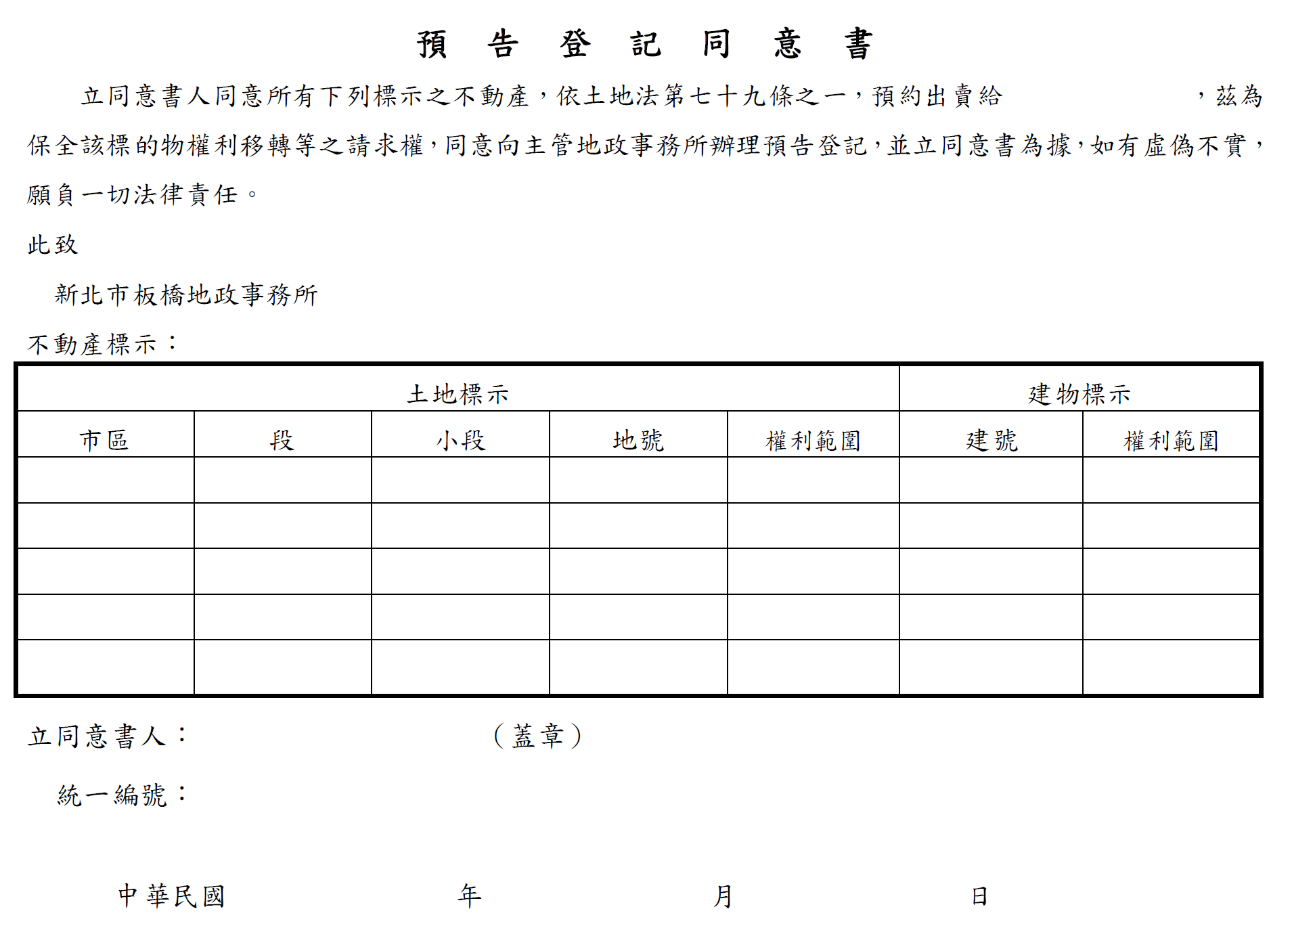 預告登記同意書
立同意書人同意所有下列標示之不動產，依土地法第七十九條之一，預約出賣給　　　　　　　，茲為
保全該標的物權利移轉等之請求權，同意向主管地政事務所辦理預告登記，並立同意書為據，如有虛偽不實，
願負一切法律責任。
此致
新北市板橋地政事務所
不動產標示：
土地標示 建物標示
市區 段 小段 地號 權利範圍 建號 權利範圍
立同意書人：　　　　　　　　　　　（蓋章）
統一編號：
中華民國　　　　　　　　　年　　　　　　　　　月　　　　　　　　　日